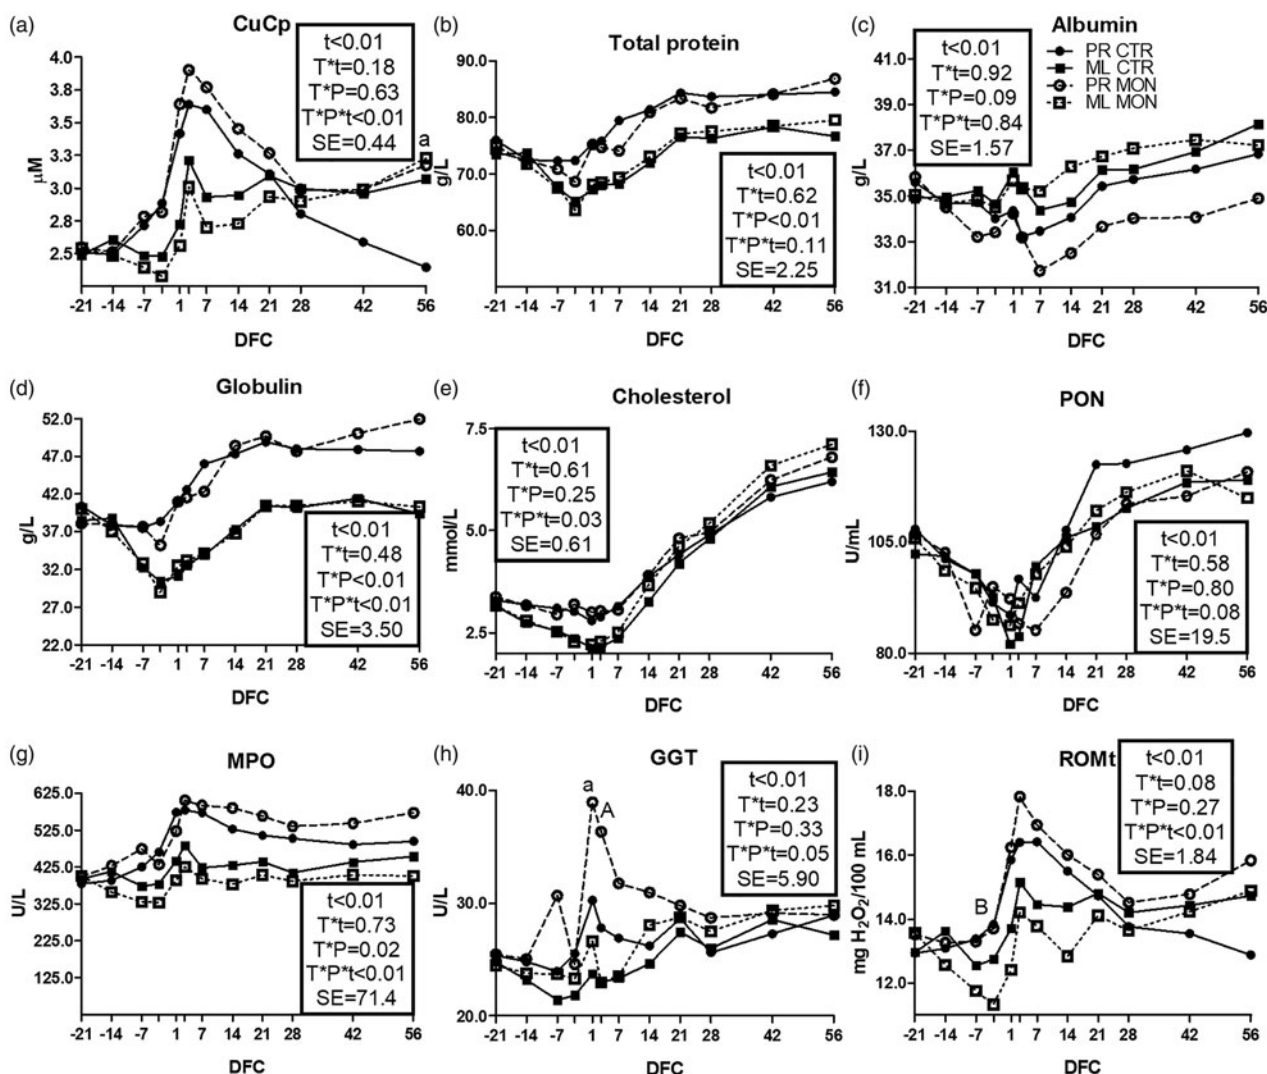 (a)
CuCp
t<0.01
T*t=0.18
T*P=0.63
T*P*t<0.01
SE=0.44
a
µM
4.0
3.8
3.5
3.3
3.0
2.8
2.5
-21 -14 -7 1 7 14 21 28 42 56
DFC
(b)
Total protein
g/L
90.0
80.0
70.0
60.0
t<0.01
T*t=0.62
T*P<0.01
T*P*t=0.11
SE=2.25
-21 -14 -7 1 7 14 21 28 42 56
DFC
(c)
Albumin
t<0.01
T*t=0.92
T*P=0.09
T*P*t=0.84
SE=1.57
PR CTR
ML CTR
PR MON
ML MON
g/L
41.0
39.0
37.0
35.0
33.0
31.0
-21 -14 -7 1 7 14 21 28 42 56
DFC
(d)
Globulin
g/L
52.0
47.0
42.0
37.0
32.0
27.0
22.0
t<0.01
T*t=0.48
T*P<0.01
T*P*t<0.01
SE=3.50
-21 -14 -7 1 7 14 21 28 42 56
DFC
(e)
Cholesterol
mmol/L
7.5
5.0
2.5
t<0.01
T*t=0.61
T*P=0.25
T*P*t=0.03
SE=0.61
-21 -14 -7 1 7 14 21 28 42 56
DFC
(f)
PON
U/mL
130.0
105.0
80.0
t<0.01
T*t=0.58
T*P=0.80
T*P*t=0.08
SE=19.5
-21 -14 -7 1 7 14 21 28 42 56
DFC
(g)
MPO
U/L
625.0
525.0
425.0
325.0
225.0
125.0
t<0.01
T*t=0.73
T*P=0.02
T*P*t<0.01
SE=71.4
-21 -14 -7 1 7 14 21 28 42 56
DFC
(h)
GGT
U/L
40.0
30.0
20.0
a
A
t<0.01
T*t=0.23
T*P=0.33
T*P*t=0.05
SE=5.90
-21 -14 -7 1 7 14 21 28 42 56
DFC
(i)
ROMt
mg H₂O₂/100 mL
18.0
16.0
14.0
12.0
B
t<0.01
T*t=0.08
T*P=0.27
T*P*t<0.01
SE=1.84
-21 -14 -7 1 7 14 21 28 42 56
DFC